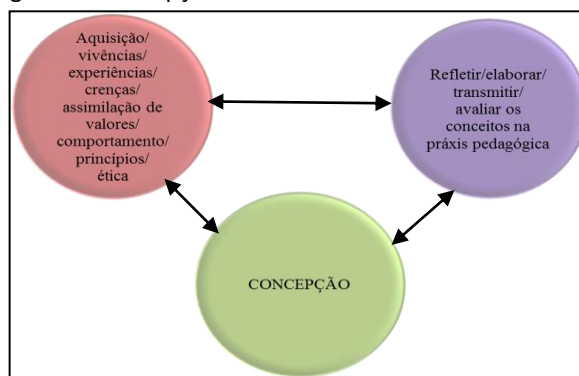 Aquisição/
vivências/
experiências/
crenças/
assimilação de
valores/
comportamento/
princípios/
ética
Refletir/elaborar/
transmitir/
avaliar os
conceitos na
práxis pedagógica
CONCEPÇÃO